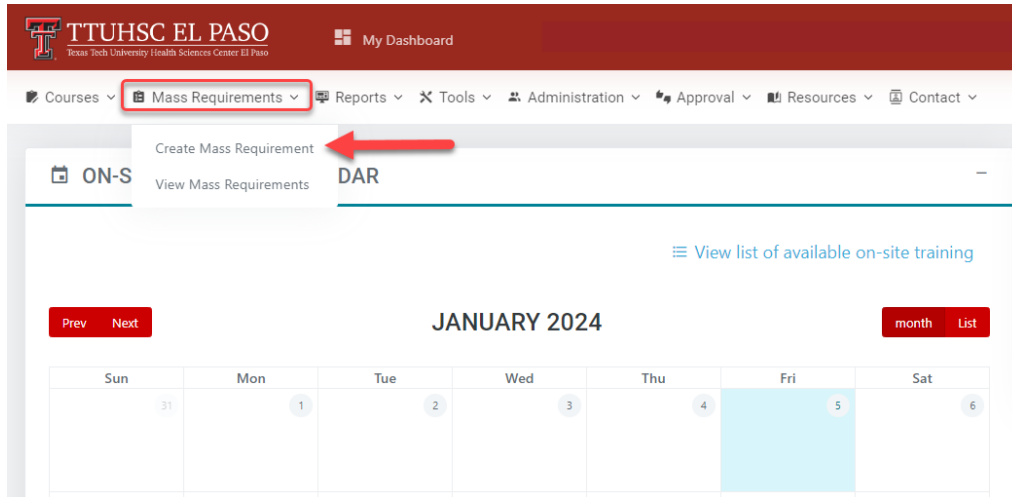 TTUHSC EL PASO
Texas Tech University Health Sciences Center El Paso
My Dashboard
Courses Mass Requirements Reports Tools Administration Approval Resources Contact
Create Mass Requirement
View Mass Requirements
ON-S DAR
View list of available on-site training
Prev Next JANUARY 2024 month List
Sun Mon Tue Wed Thu Fri Sat
31 1 2 3 4 5 6